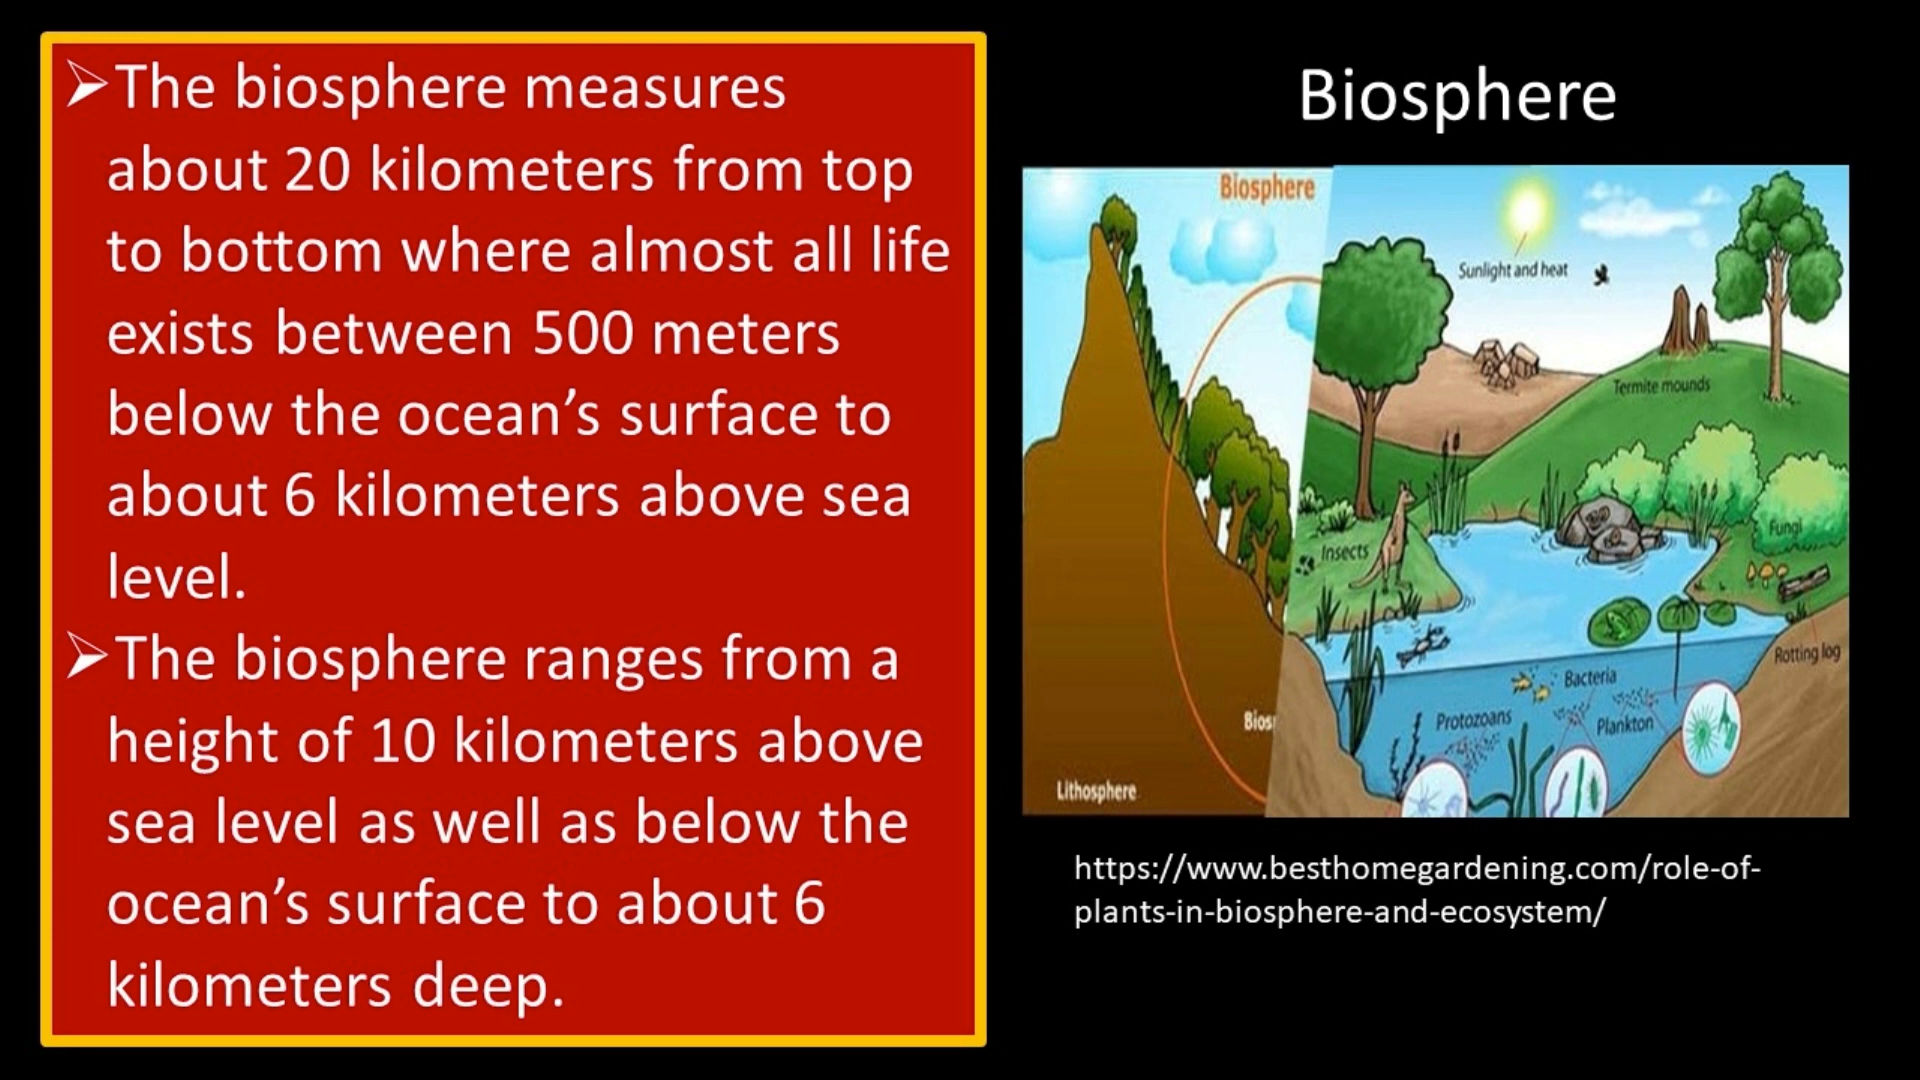 ➢The biosphere measures
about 20 kilometers from top
to bottom where almost all life
exists between 500 meters
below the ocean’s surface to
about 6 kilometers above sea
level.
➢The biosphere ranges from a
height of 10 kilometers above
sea level as well as below the
ocean’s surface to about 6
kilometers deep.
Biosphere
Biosphere
Sunlight and heat
Termite mounds
Fungi
Insects
Rotting log
Bacteria
Protozoans
Plankton
Lithosphere
https://www.besthomegardening.com/role-of-
plants-in-biosphere-and-ecosystem/